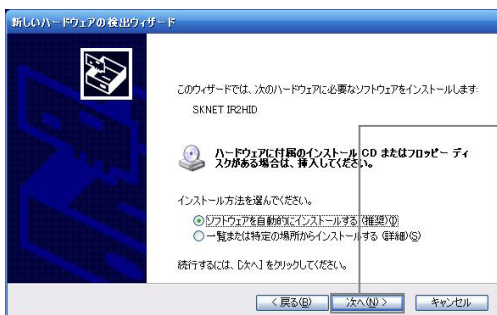 新しいハードウェアの検出ウィザード
このウィザードでは、次のハードウェアに必要なソフトウェアをインストールします:
SKNET IR2HID
ハードウェアに付属のインストール CD またはフロッピー ディ
スクがある場合は、挿入してください。
インストール方法を選んでください。
ソフトウェアを自動的にインストールする (推奨)(I)
一覧または特定の場所からインストールする (詳細)(S)
続行するには、[次へ] をクリックしてください。
< 戻る(B)
次へ(N) >
キャンセル